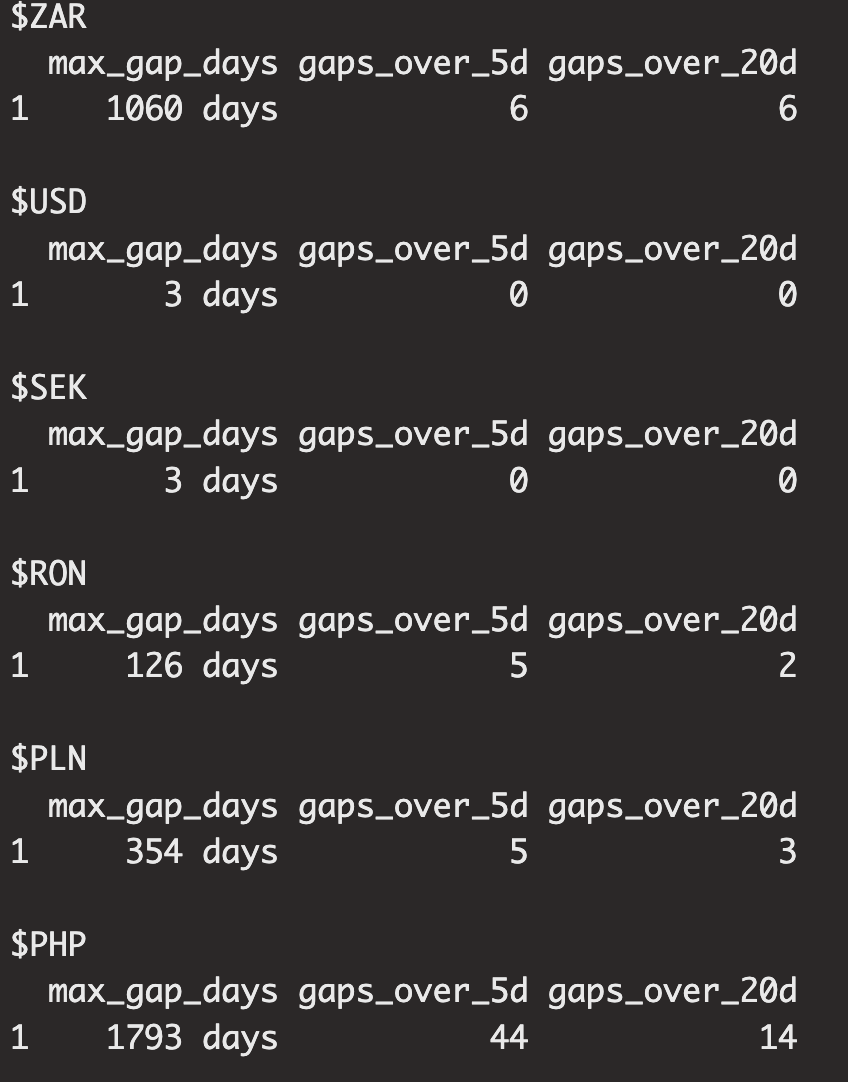 $ZAR
  max_gap_days gaps_over_5d gaps_over_20d
1    1060 days            6             6
$USD
  max_gap_days gaps_over_5d gaps_over_20d
1       3 days            0             0
$SEK
  max_gap_days gaps_over_5d gaps_over_20d
1       3 days            0             0
$RON
  max_gap_days gaps_over_5d gaps_over_20d
1     126 days            5             2
$PLN
  max_gap_days gaps_over_5d gaps_over_20d
1     354 days            5             3
$PHP
  max_gap_days gaps_over_5d gaps_over_20d
1    1793 days           44            14